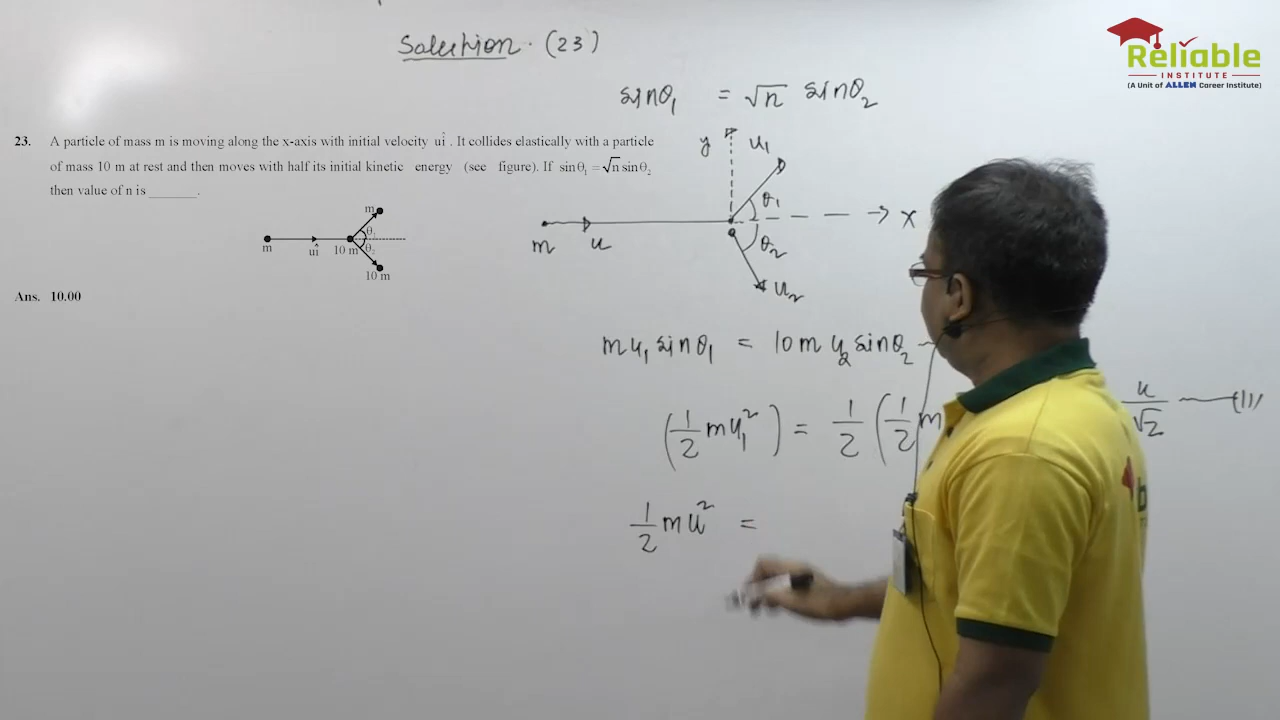 Solution · (23)
RELIABLE
INSTITUTE
(A Unit of ALLEN Career Institute)
sinθ₁ = √n sinθ₂
23. A particle of mass m is moving along the x-axis with initial velocity uî . It collides elastically with a particle
of mass 10 m at rest and then moves with half its initial kinetic energy (see figure). If sinθ₁ = √n sinθ₂
then value of n is ______.
m
θ₁
m
uî
10 m
θ₂
10 m
Ans. 10.00
y
u₁
θ₁
x
m
u
θ₂
u₂
mu₁ sinθ₁ = 10m u₂ sinθ₂
(1/2 mu₁²) = 1/2 (1/2 m
u/√2
1/2 mu² =